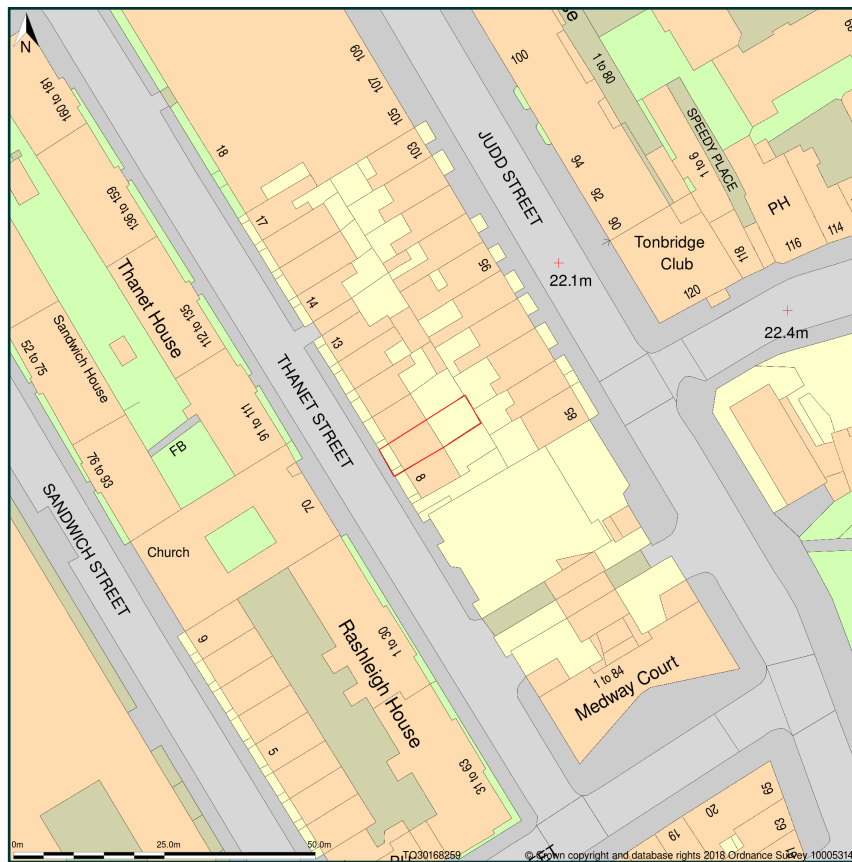 N
160 to 181
136 to 159
Thanet House
112 to 135
Sandwich House
52 to 75
91 to 111
76 to 93
FB
70
SANDWICH STREET
Church
THANET STREET
18
17
14
13
8
109
107
105
103
95
85
JUDD STREET
22.1m
100
1 to 80
94
92
90
SPEEDY PLACE
1 to 6
PH
Tonbridge
Club
118
116
114
120
22.4m
9
5
1 to 30
Rashleigh House
31 to 63
1 to 84
Medway Court
65
63
20
19
0m
25.0m
50.0m
TQ30168259
© Crown copyright and database rights 2018 Ordnance Survey 10005314